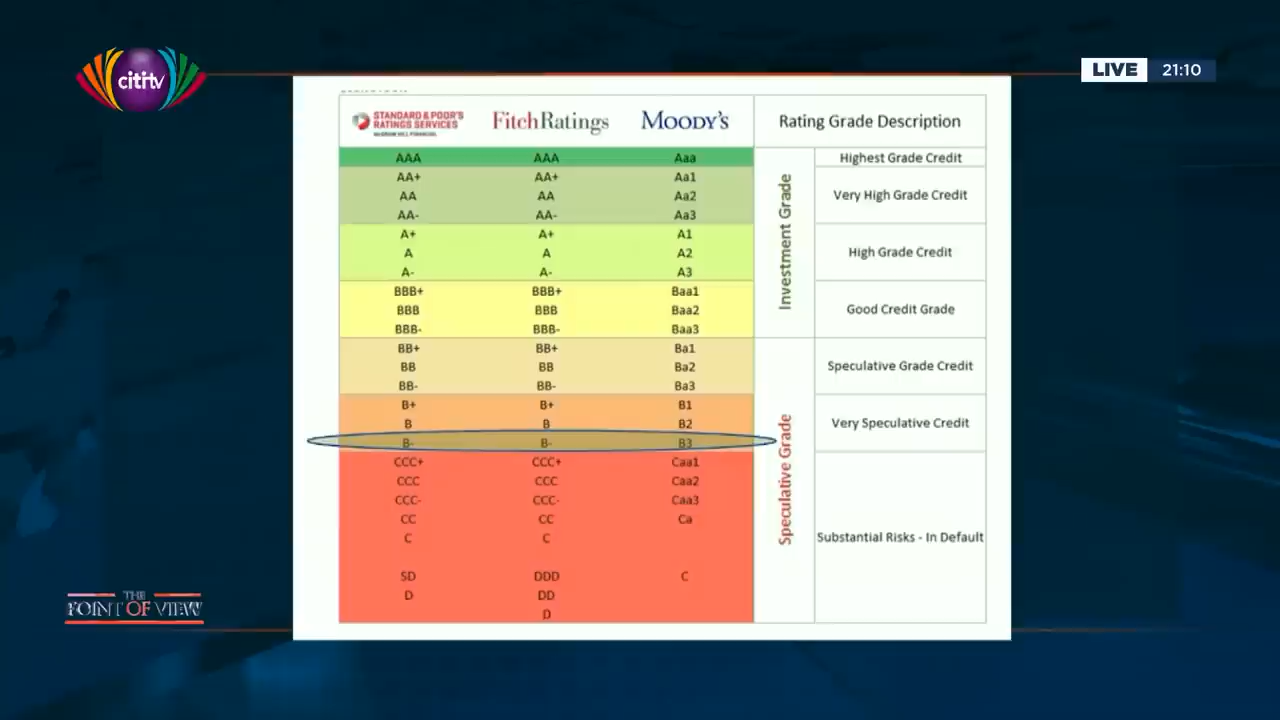 citi tv
LIVE 21:10
STANDARD & POOR'S
RATINGS SERVICES
McGRAW HILL FINANCIAL
FitchRatings
MOODY'S
Rating Grade Description
AAA AAA Aaa Highest Grade Credit
AA+ AA+ Aa1
AA AA Aa2 Very High Grade Credit
AA- AA- Aa3
A+ A+ A1
A A A2 High Grade Credit
A- A- A3
BBB+ BBB+ Baa1
BBB BBB Baa2 Good Credit Grade
BBB- BBB- Baa3
Investment Grade
BB+ BB+ Ba1
BB BB Ba2 Speculative Grade Credit
BB- BB- Ba3
B+ B+ B1
B B B2 Very Speculative Credit
B- B- B3
CCC+ CCC+ Caa1
CCC CCC Caa2
CCC- CCC- Caa3
CC CC Ca
C C Substantial Risks - In Default
SD DDD C
D DD
D
Speculative Grade
THE
POINT OF VIEW